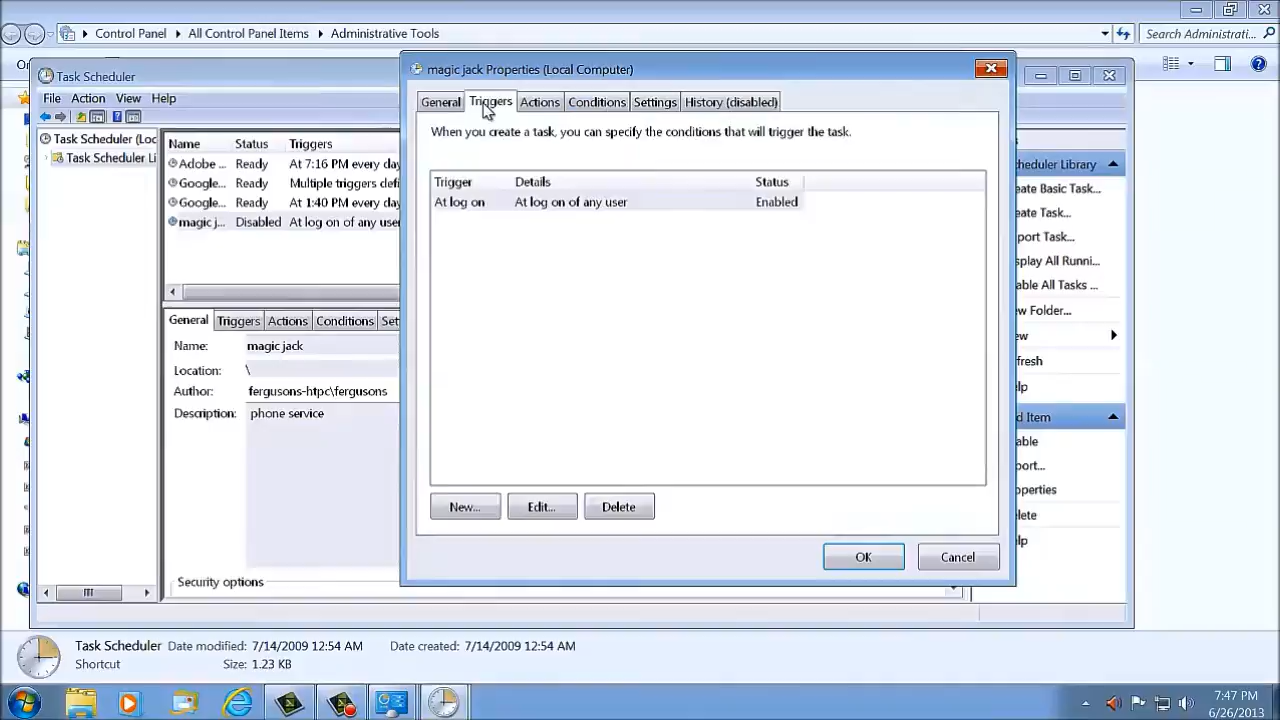 Control Panel
All Control Panel Items
Administrative Tools
Search Administrati...
Task Scheduler
File Action View Help
Task Scheduler (Loc
Task Scheduler Li
Name Status Triggers
Adobe ... Ready At 7:16 PM every day
Google... Ready Multiple triggers defi
Google... Ready At 1:40 PM every day
magic j... Disabled At log on of any user
General Triggers Actions Conditions Set
Name: magic jack
Location: \
Author: fergusons-htpc\fergusons
Description: phone service
Security options
magic jack Properties (Local Computer)
General Triggers Actions Conditions Settings History (disabled)
When you create a task, you can specify the conditions that will trigger the task.
Trigger Details Status
At log on At log on of any user Enabled
New... Edit... Delete
OK Cancel
cheduler Library
eate Basic Task...
eate Task...
port Task...
splay All Runni...
able All Tasks ...
ew Folder...
ew
fresh
lp
d Item
able
port...
operties
lete
lp
Task Scheduler Date modified: 7/14/2009 12:54 AM Date created: 7/14/2009 12:54 AM
Shortcut Size: 1.23 KB
7:47 PM
6/26/2013